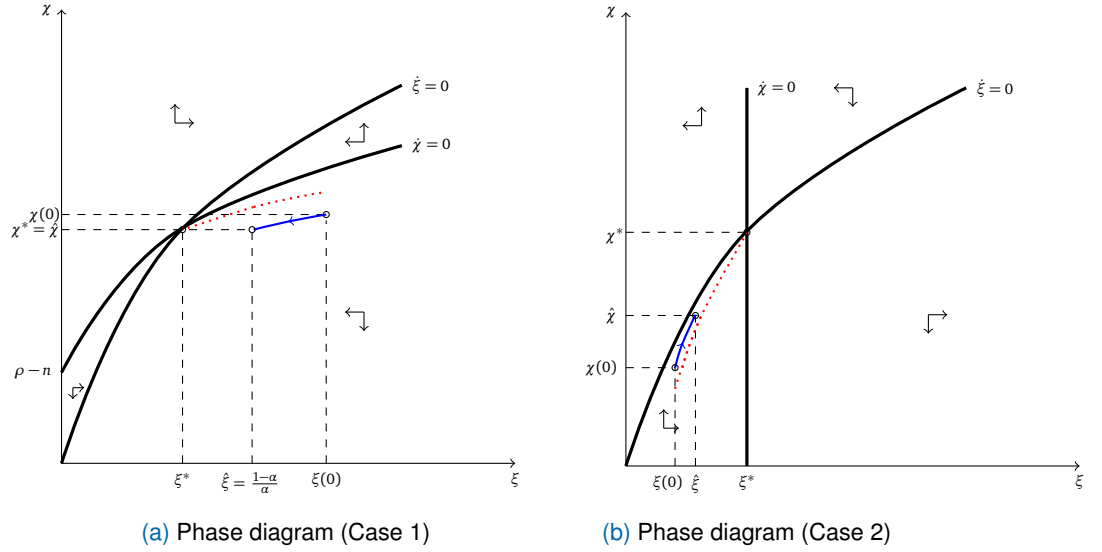 χ
ξ̇ = 0
χ̇ = 0
χ(0)
χ* = χ̂
ρ − n
ξ*
ξ̂ = (1−α)/α
ξ(0)
ξ
(a) Phase diagram (Case 1)
χ
χ̇ = 0
ξ̇ = 0
χ*
χ̂
χ(0)
ξ(0)
ξ̂
ξ*
ξ
(b) Phase diagram (Case 2)